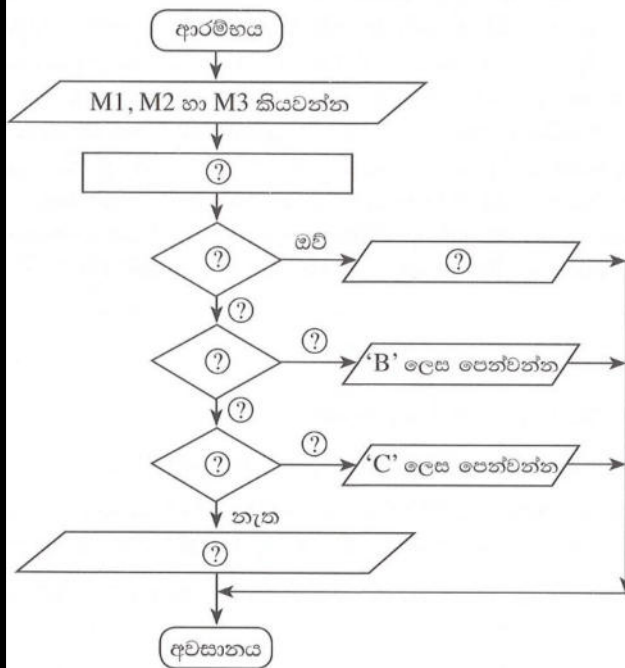 ආරම්භය
M1, M2 හා M3 කියවන්න
?
? ඔව් ?
?
? ? ‘B’ ලෙස පෙන්වන්න
?
? ? ‘C’ ලෙස පෙන්වන්න
නැත
?
අවසානය